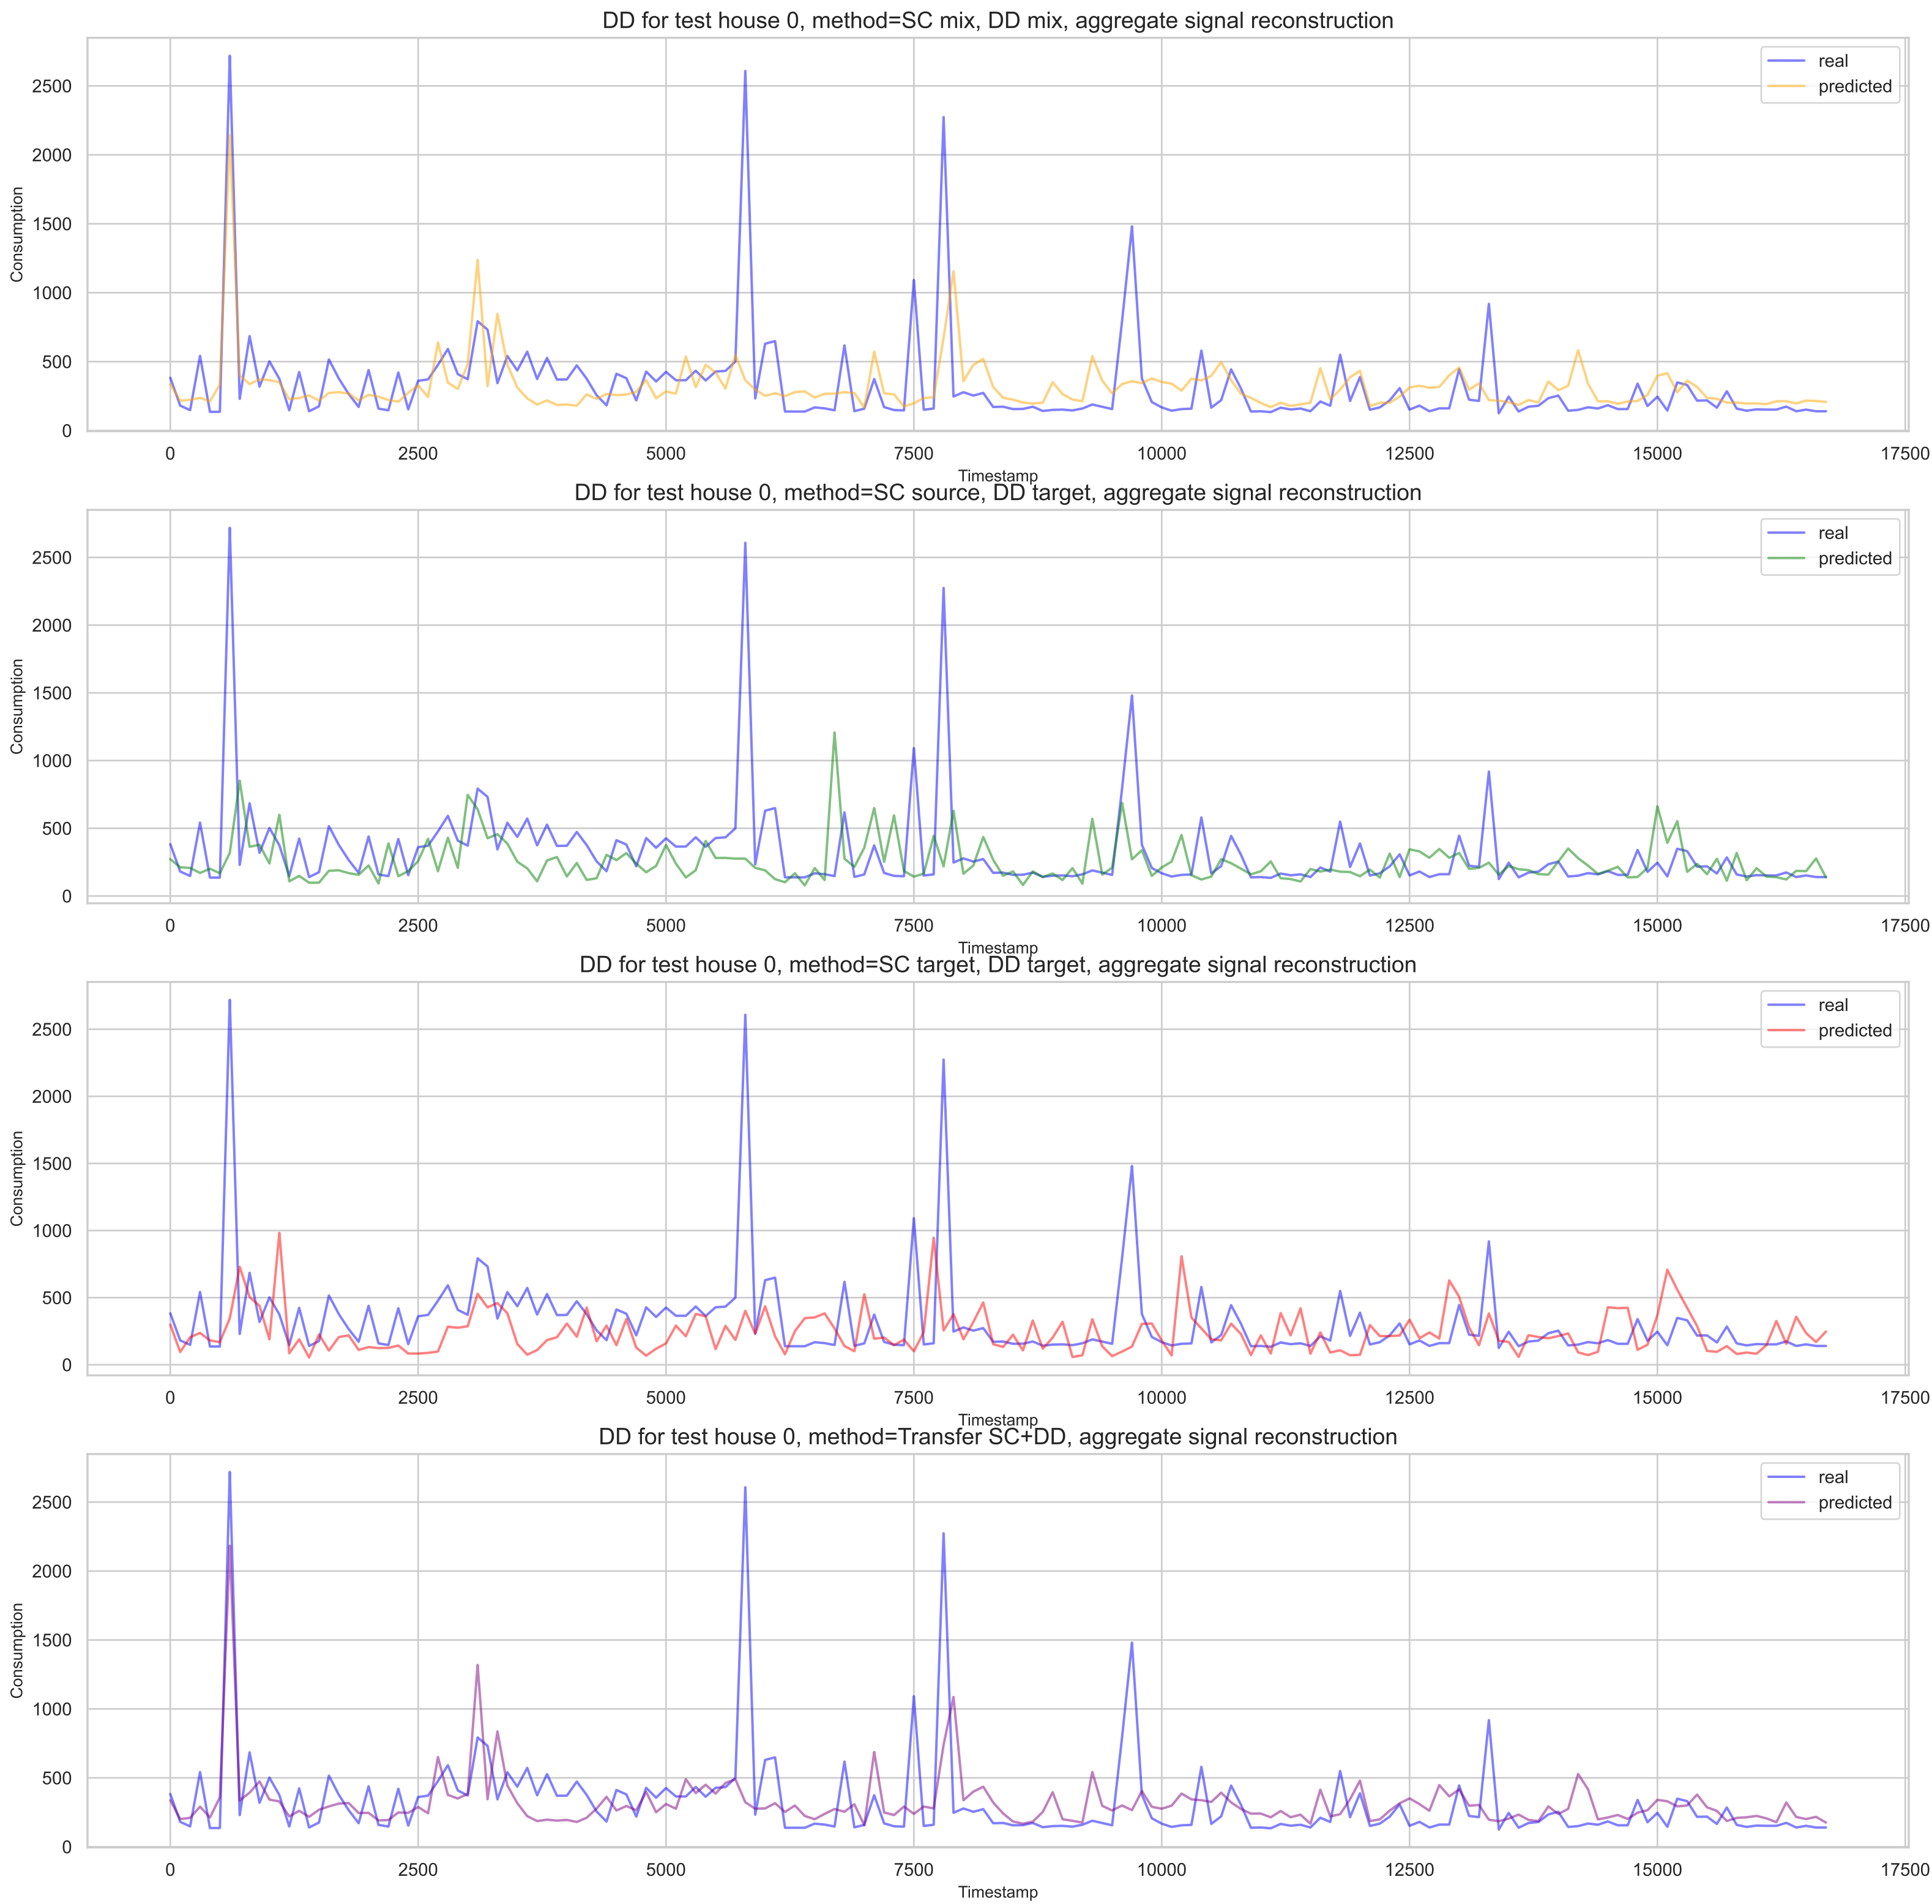 DD for test house 0, method=SC mix, DD mix, aggregate signal reconstruction
real
predicted
Consumption
2500
2000
1500
1000
500
0
0 2500 5000 7500 10000 12500 15000 17500
Timestamp
DD for test house 0, method=SC source, DD target, aggregate signal reconstruction
real
predicted
Consumption
2500
2000
1500
1000
500
0
0 2500 5000 7500 10000 12500 15000 17500
Timestamp
DD for test house 0, method=SC target, DD target, aggregate signal reconstruction
real
predicted
Consumption
2500
2000
1500
1000
500
0
0 2500 5000 7500 10000 12500 15000 17500
Timestamp
DD for test house 0, method=Transfer SC+DD, aggregate signal reconstruction
real
predicted
Consumption
2500
2000
1500
1000
500
0
0 2500 5000 7500 10000 12500 15000 17500
Timestamp